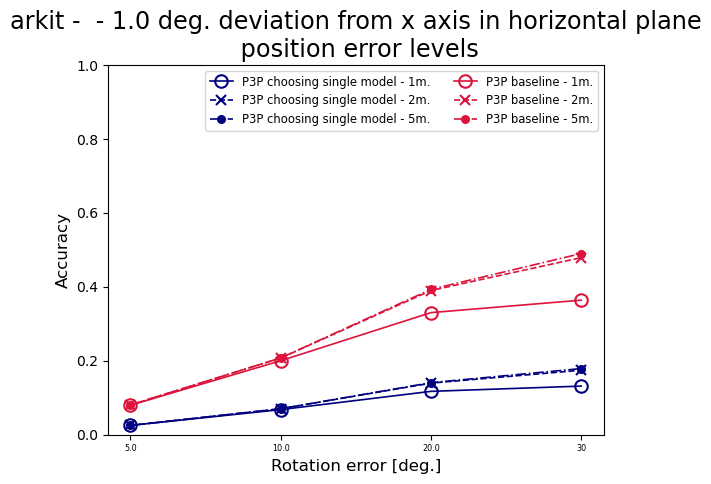 arkit -  - 1.0 deg. deviation from x axis in horizontal plane
position error levels
P3P choosing single model - 1m.
P3P choosing single model - 2m.
P3P choosing single model - 5m.
P3P baseline - 1m.
P3P baseline - 2m.
P3P baseline - 5m.
1.0
0.8
0.6
0.4
0.2
0.0
Accuracy
5.0
10.0
20.0
30
Rotation error [deg.]